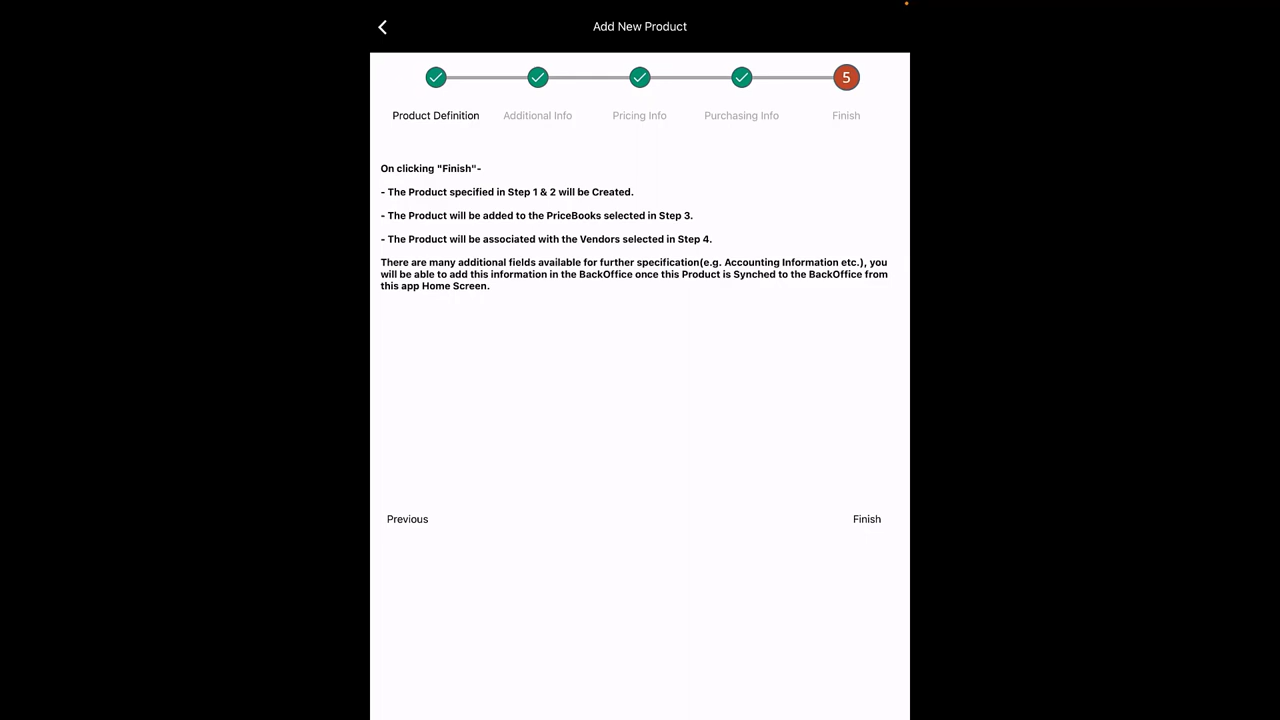 Add New Product
5
Product Definition Additional Info Pricing Info Purchasing Info Finish
On clicking "Finish"-
- The Product specified in Step 1 & 2 will be Created.
- The Product will be added to the PriceBooks selected in Step 3.
- The Product will be associated with the Vendors selected in Step 4.
There are many additional fields available for further specification(e.g. Accounting Information etc.), you
will be able to add this information in the BackOffice once this Product is Synched to the BackOffice from
this app Home Screen.
Previous Finish